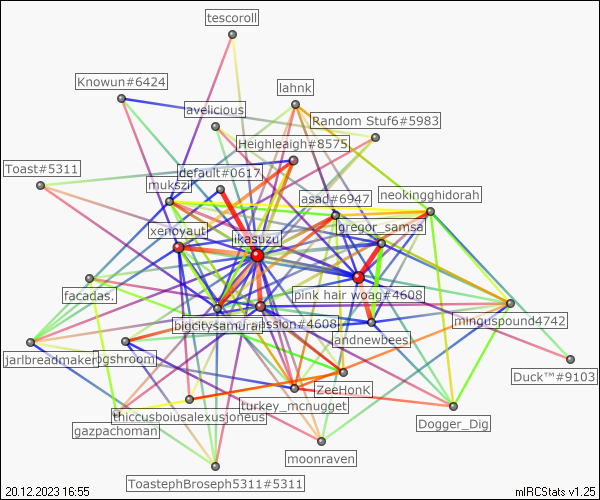 tescoroll
Knowun#6424
lahnk
avelicious
Random Stuf6#5983
Heighleaigh#8575
Toast#5311
default#0617
mukszi
asad#6947
neokingghidorah
gregor_samsa
xenoyaut
ikasuzu
facadas.
pink hair woag#4608
bigcitysamurai
assion#4608
minguspound4742
andnewbees
jarlbreadmaker
ogshroom
Duck™#9103
ZeeHonK
turkey_mcnugget
thiccusboiusalexusjoneus
Dogger_Dig
gazpachoman
moonraven
ToastephBroseph5311#5311
20.12.2023 16:55
mIRCStats v1.25